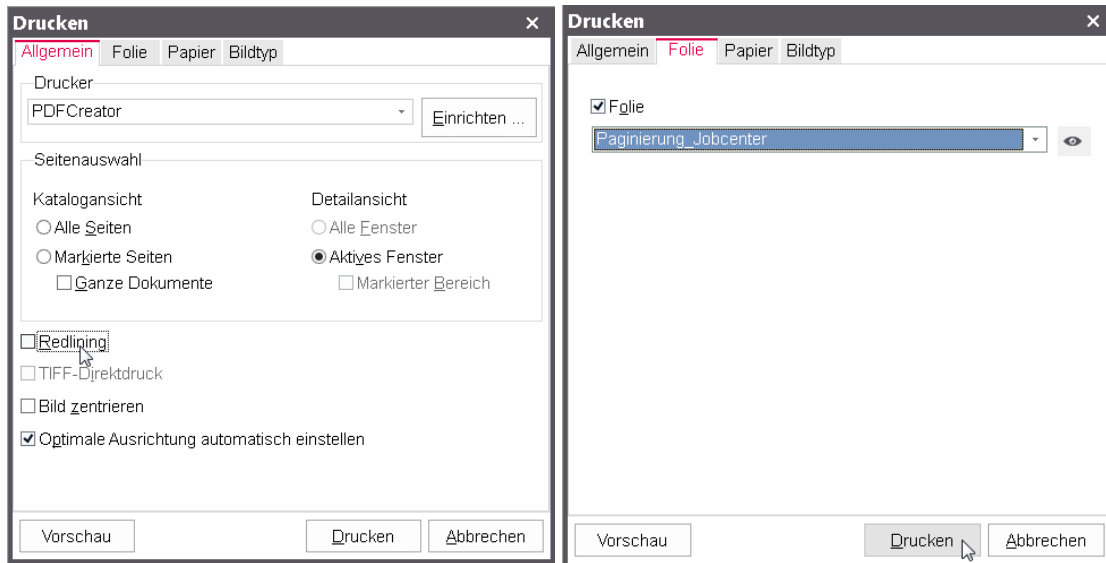 Drucken
Allgemein Folie Papier Bildtyp
Drucker
PDFCreator
Einrichten ...
Seitenauswahl
Katalogansicht Detailansicht
Alle Seiten Alle Fenster
Markierte Seiten Aktives Fenster
Ganze Dokumente Markierter Bereich
Redlining
TIFF-Direktdruck
Bild zentrieren
Optimale Ausrichtung automatisch einstellen
Vorschau Drucken Abbrechen
Drucken
Allgemein Folie Papier Bildtyp
Folie
Paginierung_Jobcenter
Vorschau Drucken Abbrechen